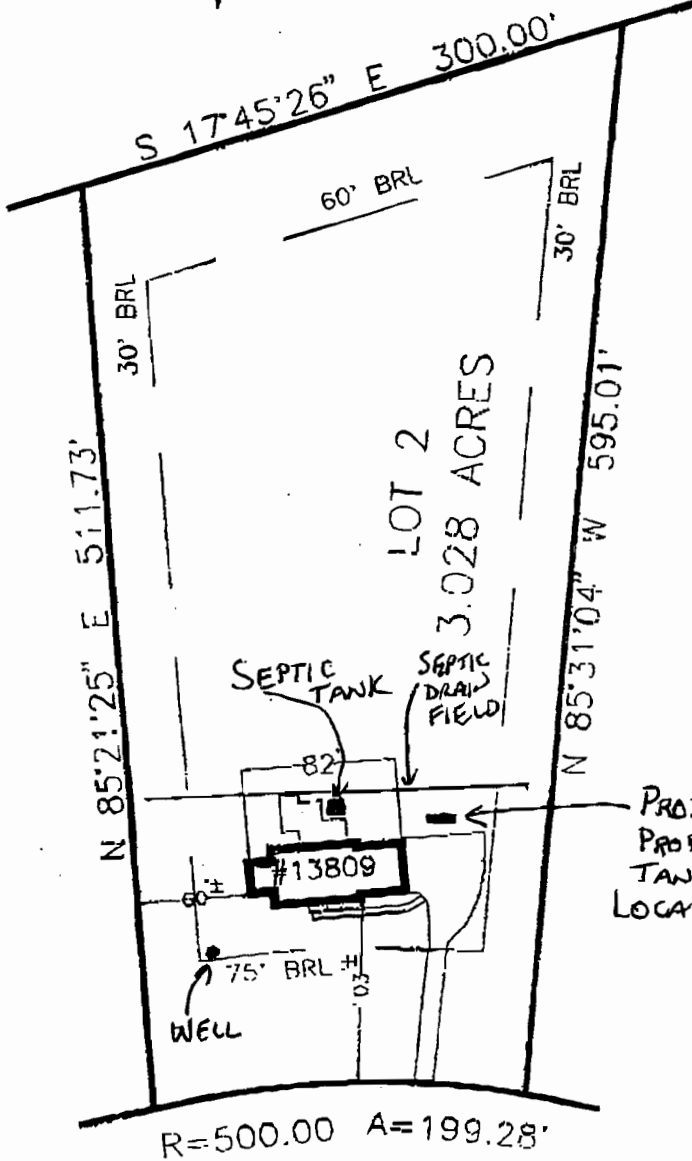 S 17°45'26" E 300.00'
60' BRL
30' BRL
30' BRL
N 85°21'25" E 511.73'
N 85°31'04" W 595.01'
LOT 2
3.028 ACRES
SEPTIC
TANK
SEPTIC
DRAIN
FIELD
82'
#13809
60'±
75' BRL
WELL
R=500.00 A=199.28'